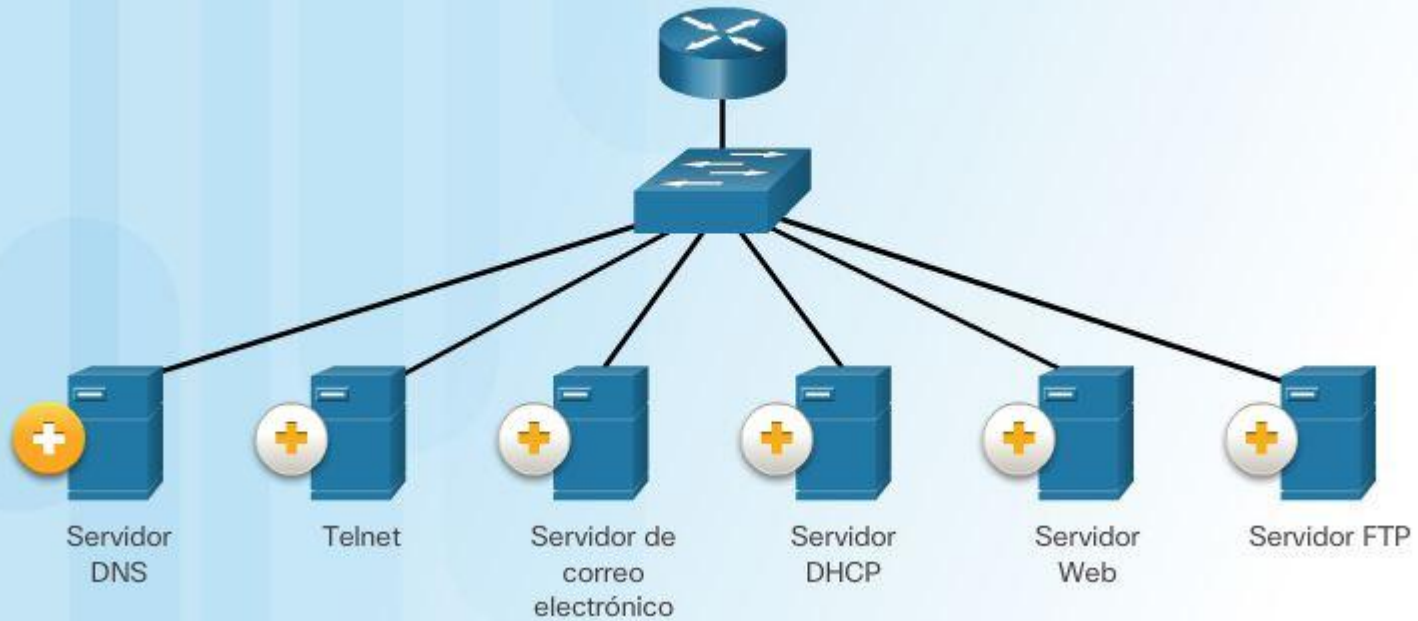 Servidor
DNS
Telnet
Servidor de
correo
electrónico
Servidor
DHCP
Servidor
Web
Servidor FTP